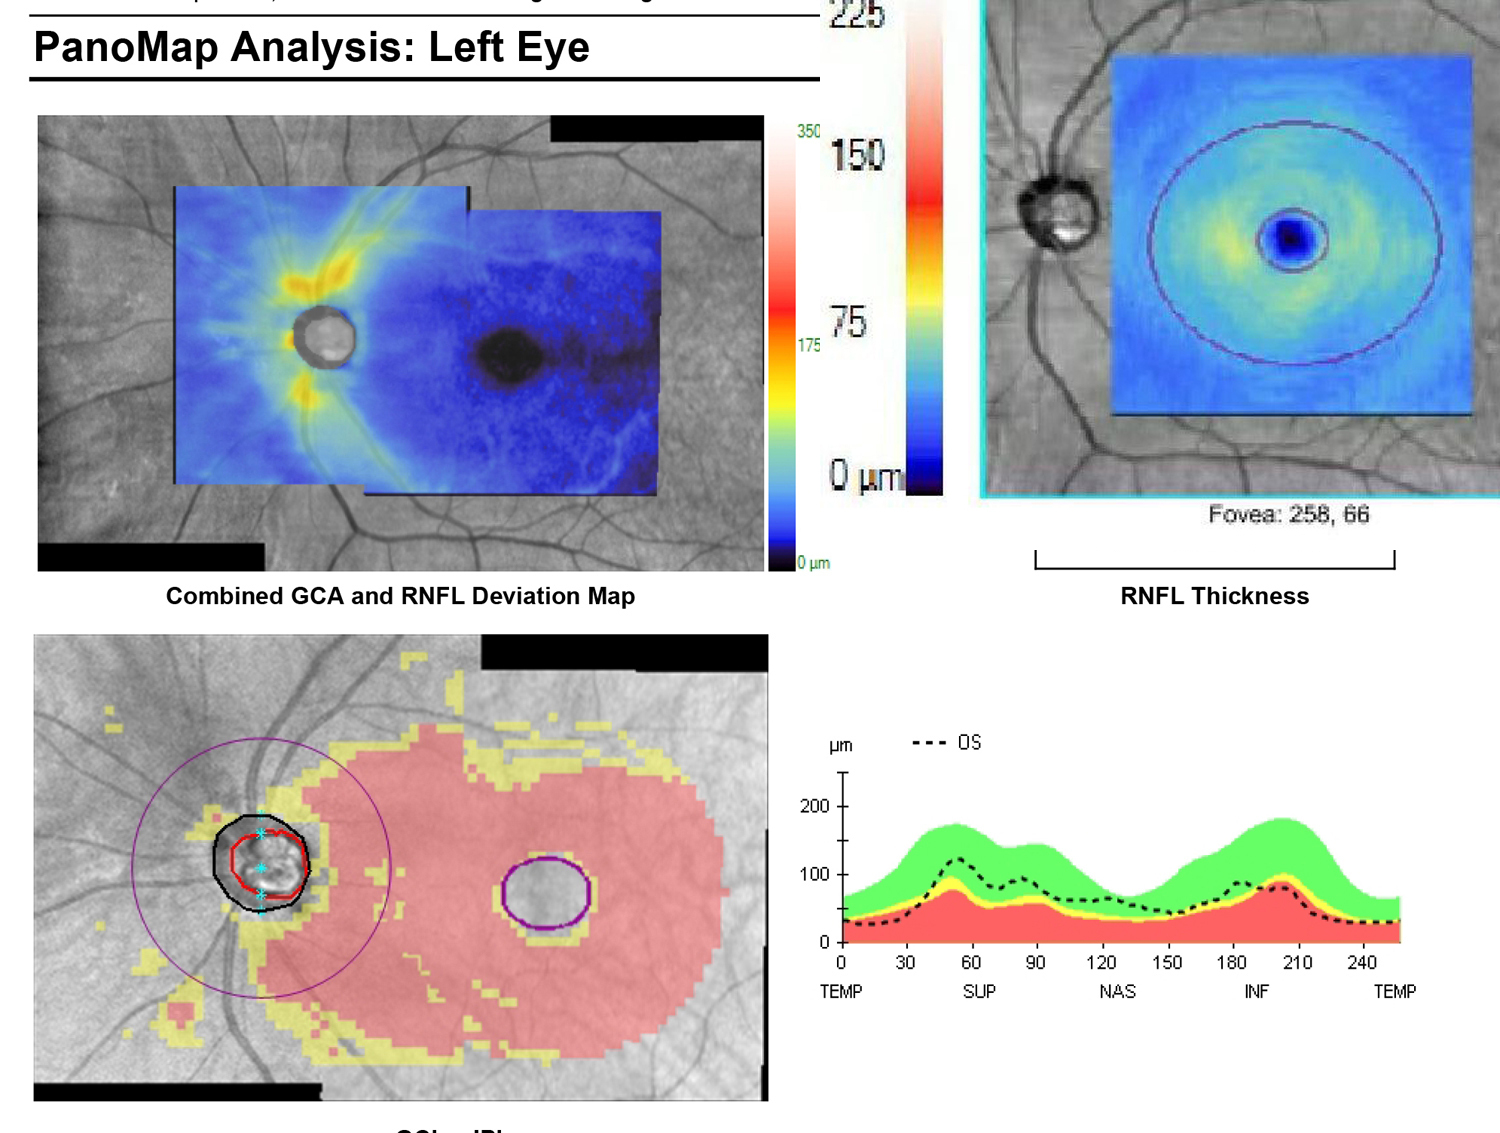 PanoMap Analysis: Left Eye
350
175
0 µm
225
150
75
0 µm
Fovea: 258, 66
Combined GCA and RNFL Deviation Map
RNFL Thickness
µm
OS
200
100
0
0 30 60 90 120 150 180 210 240
TEMP SUP NAS INF TEMP